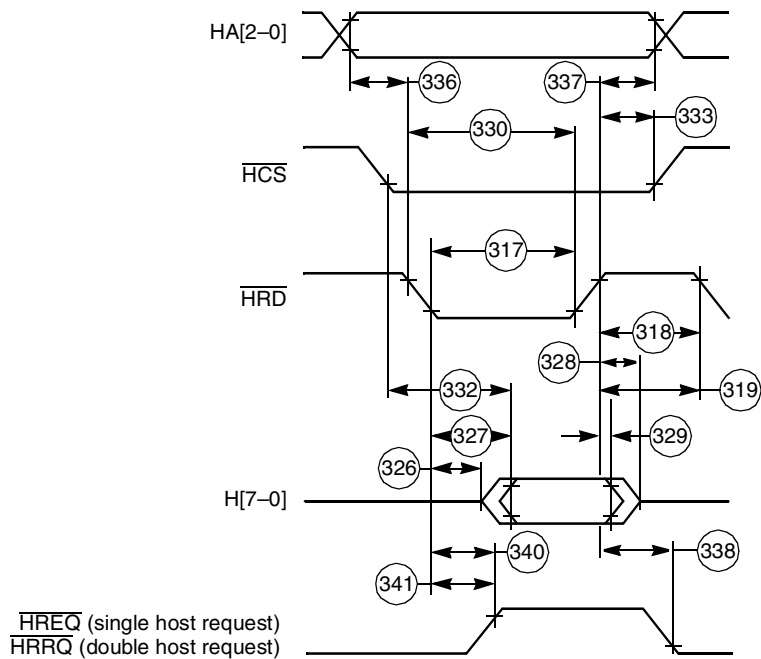 HA[2–0]
336
337
333
330
HCS
317
HRD
318
328
332
319
327
329
326
H[7–0]
340
338
341
HREQ (single host request)
HRRQ (double host request)